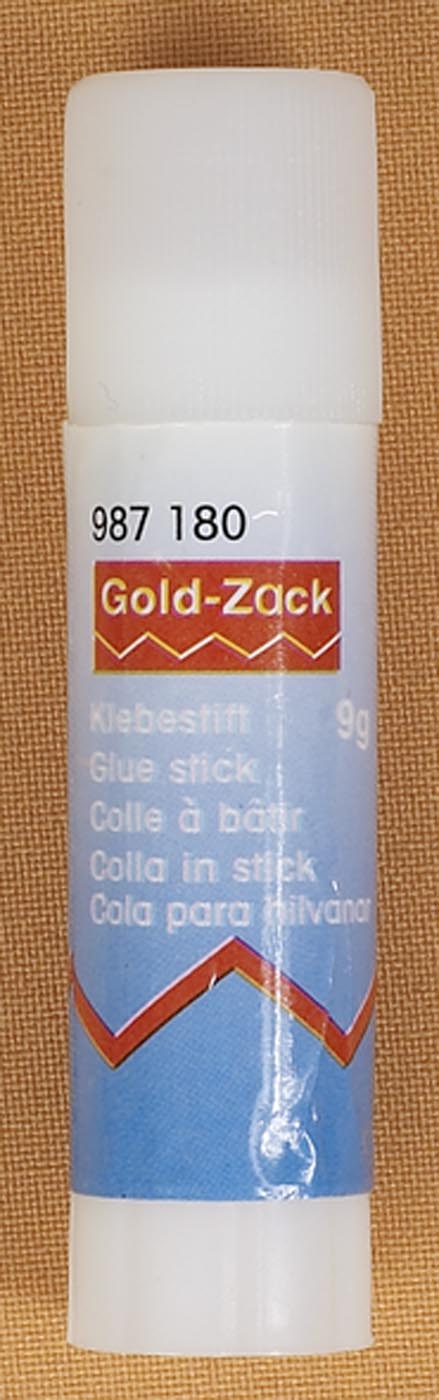 987 180
Gold-Zack
Klebestift 9g
Glue stick
Colle à bâtir
Colla in stick
Cola para hilvanar